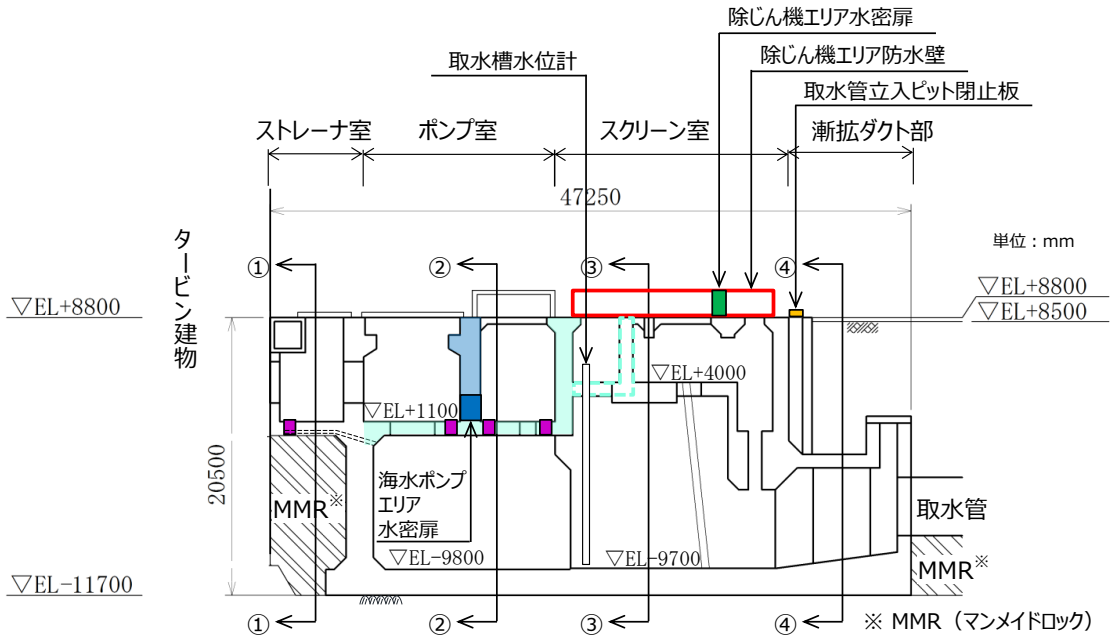 除じん機エリア水密扉
除じん機エリア防水壁
取水槽水位計
取水管立入ピット閉止板
ストレーナ室
ポンプ室
スクリーン室
漸拡ダクト部
47250
タービン建物
単位：mm
①
②
③
④
▽EL+8800
▽EL+8800
▽EL+8500
▽EL+4000
▽EL+1100
20500
海水ポンプ
エリア
水密扉
MMR※
取水管
▽EL-9800
▽EL-9700
MMR※
▽EL-11700
①
②
③
④
※ MMR（マンメイドロック）